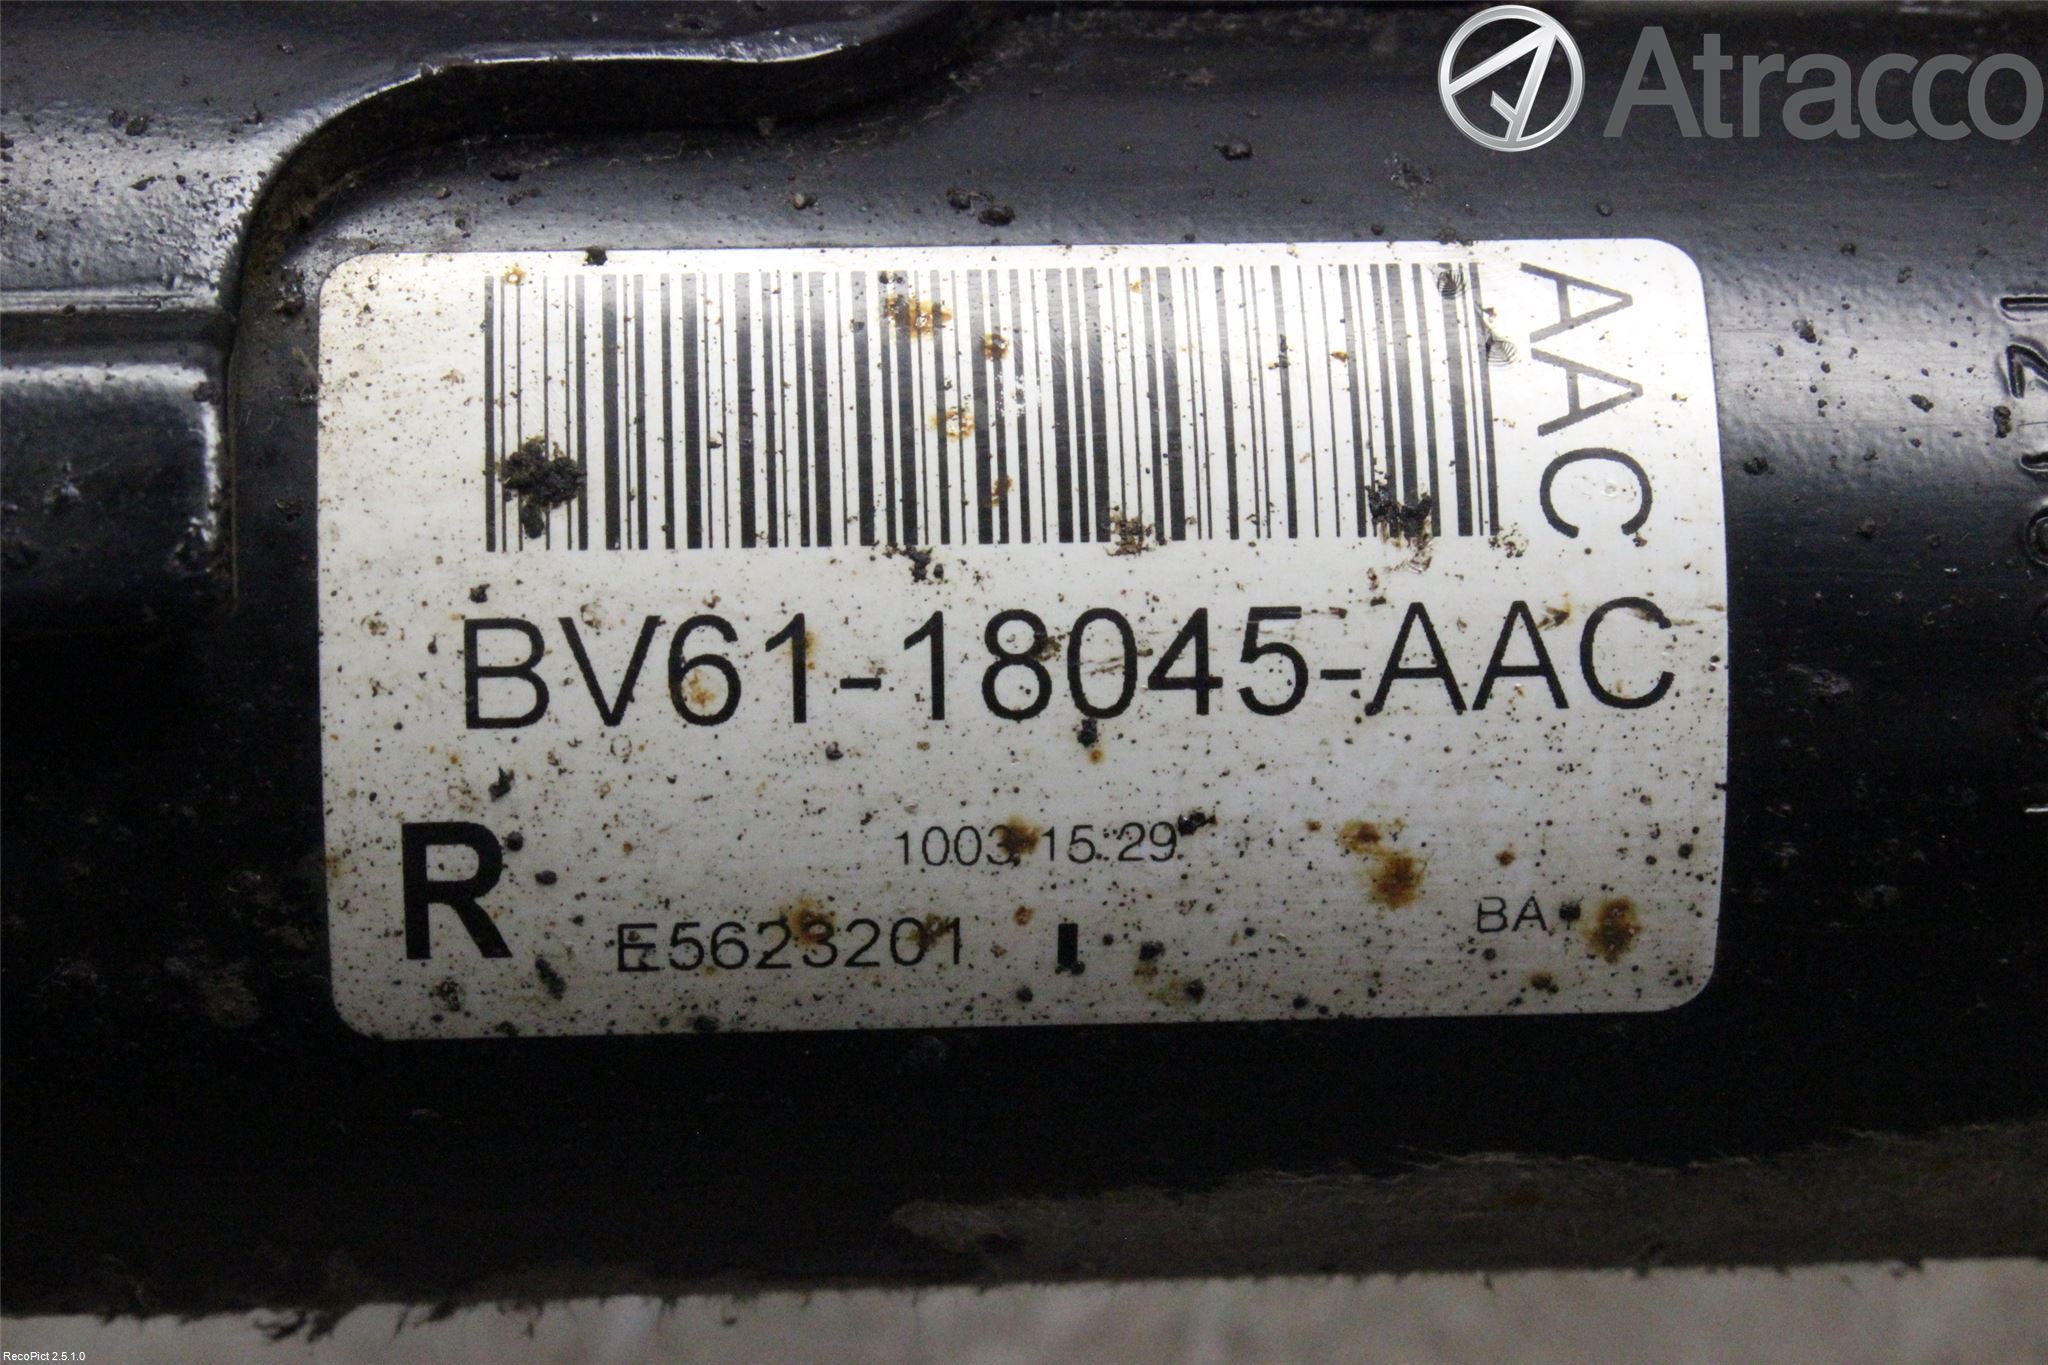 Atracco
AAC
BV61-18045-AAC
R
1003 15:29
E5623201
BA
RecoPict 2.5.1.0